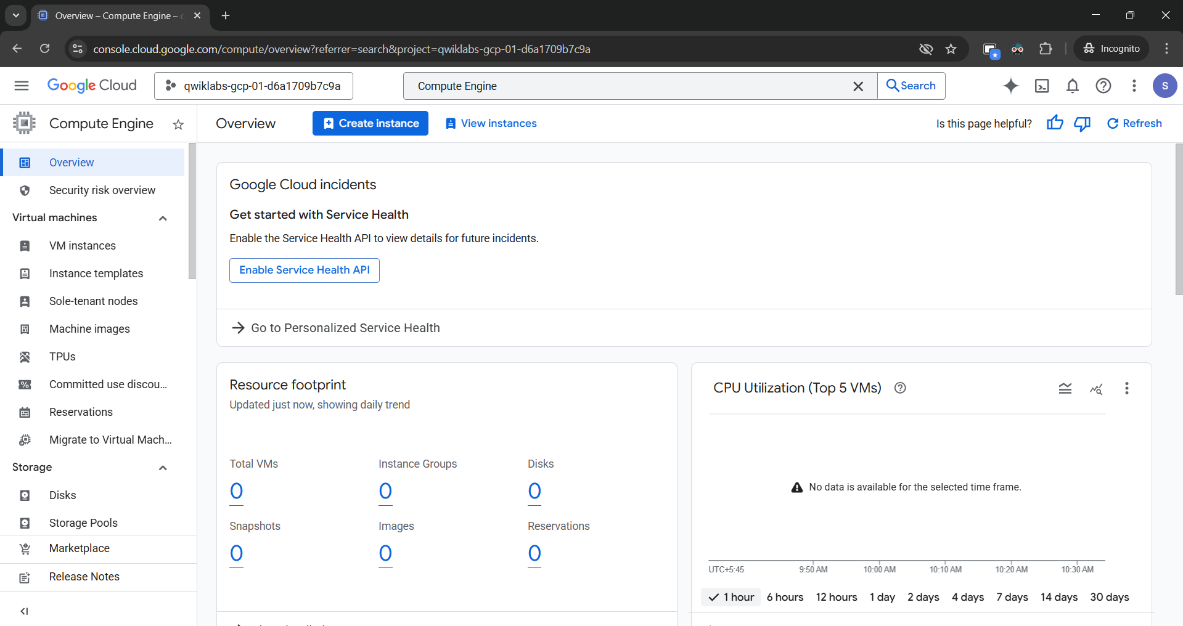 Overview – Compute Engine –
console.cloud.google.com/compute/overview?referrer=search&project=qwiklabs-gcp-01-d6a1709b7c9a
Incognito
Google Cloud
qwiklabs-gcp-01-d6a1709b7c9a
Compute Engine
Search
S
Compute Engine
Overview
Create instance
View instances
Is this page helpful?
Refresh
Overview
Security risk overview
Virtual machines
VM instances
Instance templates
Sole-tenant nodes
Machine images
TPUs
Committed use discou...
Reservations
Migrate to Virtual Mach...
Storage
Disks
Storage Pools
Marketplace
Release Notes
Google Cloud incidents
Get started with Service Health
Enable the Service Health API to view details for future incidents.
Enable Service Health API
Go to Personalized Service Health
Resource footprint
Updated just now, showing daily trend
Total VMs
0
Instance Groups
0
Disks
0
Snapshots
0
Images
0
Reservations
0
CPU Utilization (Top 5 VMs)
No data is available for the selected time frame.
UTC+5:45
9:50 AM
10:00 AM
10:10 AM
10:20 AM
10:30 AM
1 hour
6 hours
12 hours
1 day
2 days
4 days
7 days
14 days
30 days